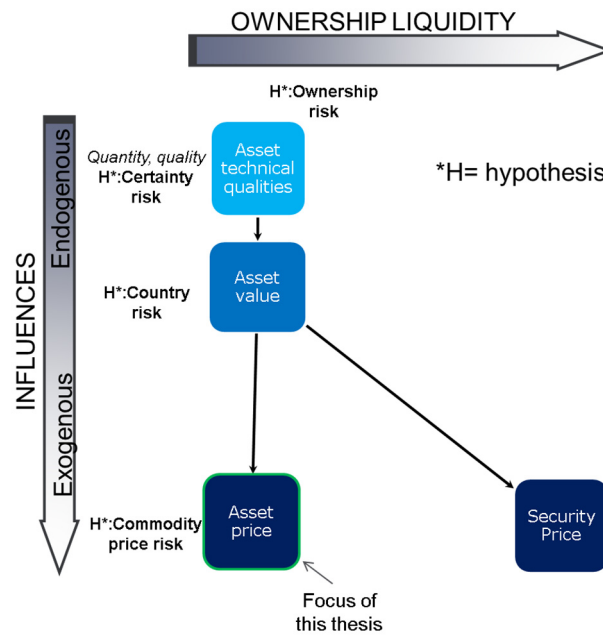 OWNERSHIP LIQUIDITY
H*:Ownership
risk
Quantity, quality
H*:Certainty
risk
Asset
technical
qualities
*H= hypothesis
INFLUENCES
Endogenous
Exogenous
H*:Country
risk
Asset
value
H*:Commodity
price risk
Asset
price
Security
Price
Focus of
this thesis